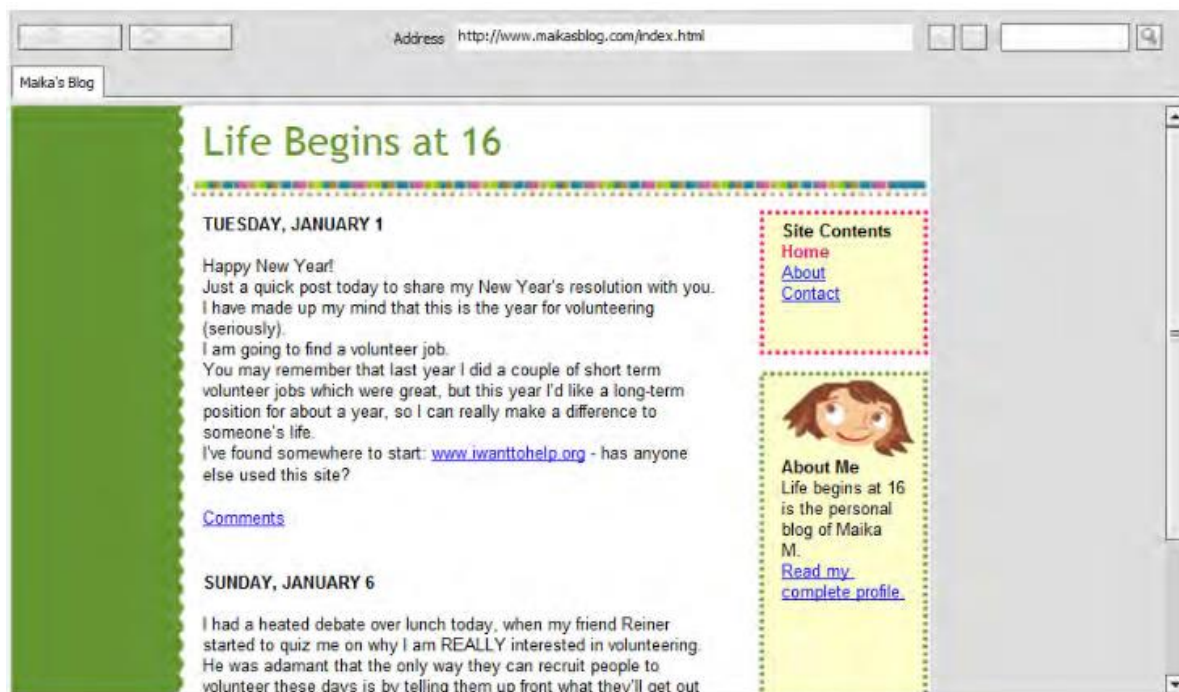 Address http://www.maikasblog.com/index.html
Maika's Blog
Life Begins at 16
TUESDAY, JANUARY 1
Happy New Year!
Just a quick post today to share my New Year's resolution with you.
I have made up my mind that this is the year for volunteering
(seriously).
I am going to find a volunteer job.
You may remember that last year I did a couple of short term
volunteer jobs which were great, but this year I'd like a long-term
position for about a year, so I can really make a difference to
someone's life.
I've found somewhere to start: www.iwanttohelp.org - has anyone
else used this site?
Comments
SUNDAY, JANUARY 6
I had a heated debate over lunch today, when my friend Reiner
started to quiz me on why I am REALLY interested in volunteering.
He was adamant that the only way they can recruit people to
volunteer these days is by telling them up front what they'll get out
Site Contents
Home
About
Contact
About Me
Life begins at 16
is the personal
blog of Maika
M.
Read my
complete profile.